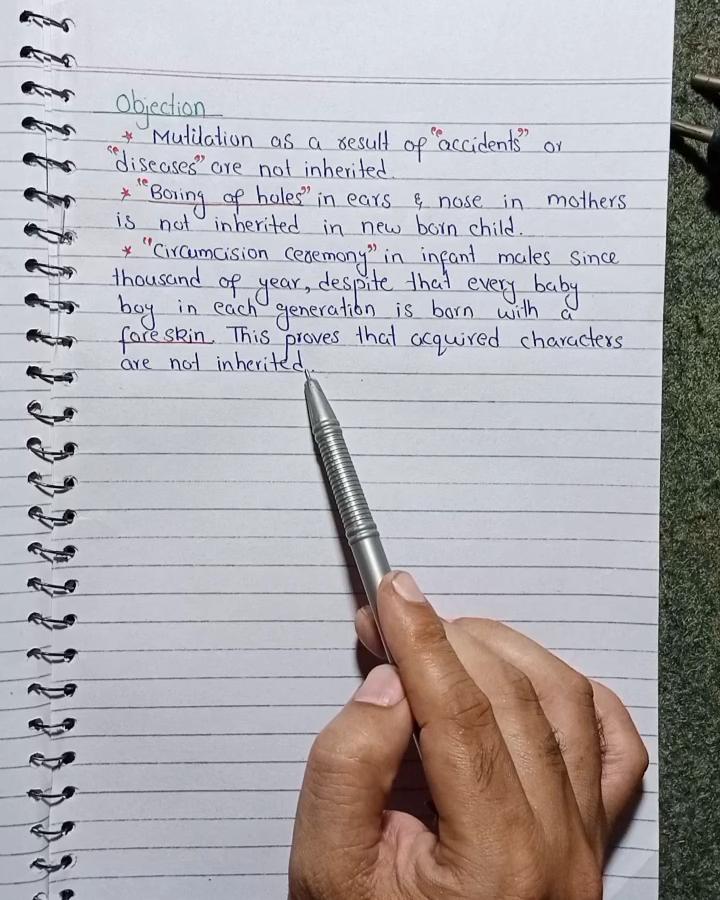 Objection
* Mutilation as a result of "accidents" or
"diseases" are not inherited.
* "Boring of holes" in ears & nose in mothers
is not inherited in new born child.
* "Circumcision ceremony" in infant males since
thousand of year, despite that every baby
boy in each generation is born with a
foreskin. This proves that acquired characters
are not inherited.